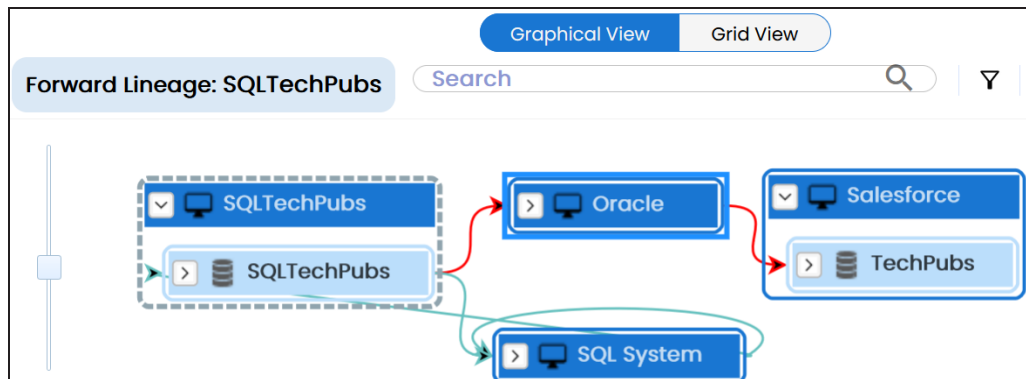 Graphical View
Grid View
Forward Lineage: SQLTechPubs
Search
SQLTechPubs
Oracle
Salesforce
SQLTechPubs
TechPubs
SQL System